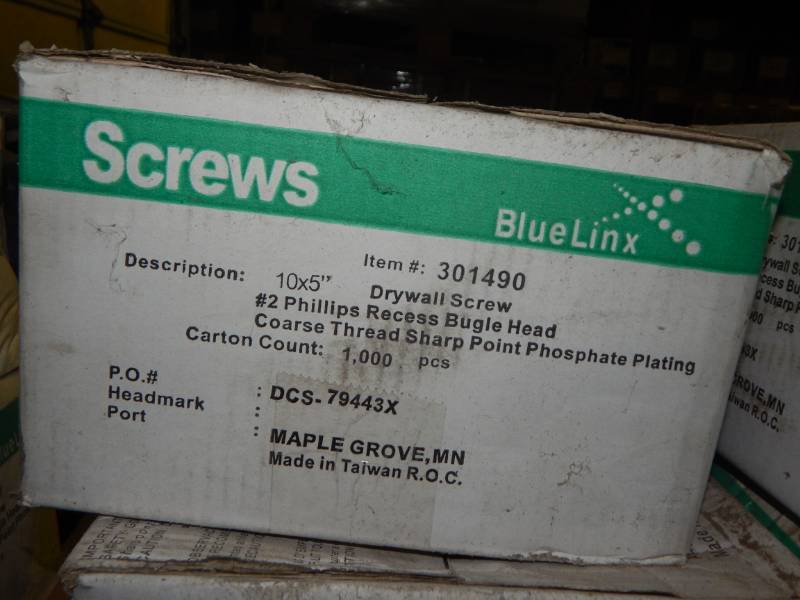 Screws
BlueLinx
Item #: 301490
Description: 10x5" Drywall Screw
#2 Phillips Recess Bugle Head
Coarse Thread Sharp Point Phosphate Plating
Carton Count: 1,000 pcs
P.O.# : DCS-79443X
Headmark :
Port : MAPLE GROVE,MN
Made in Taiwan R.O.C.
pcs